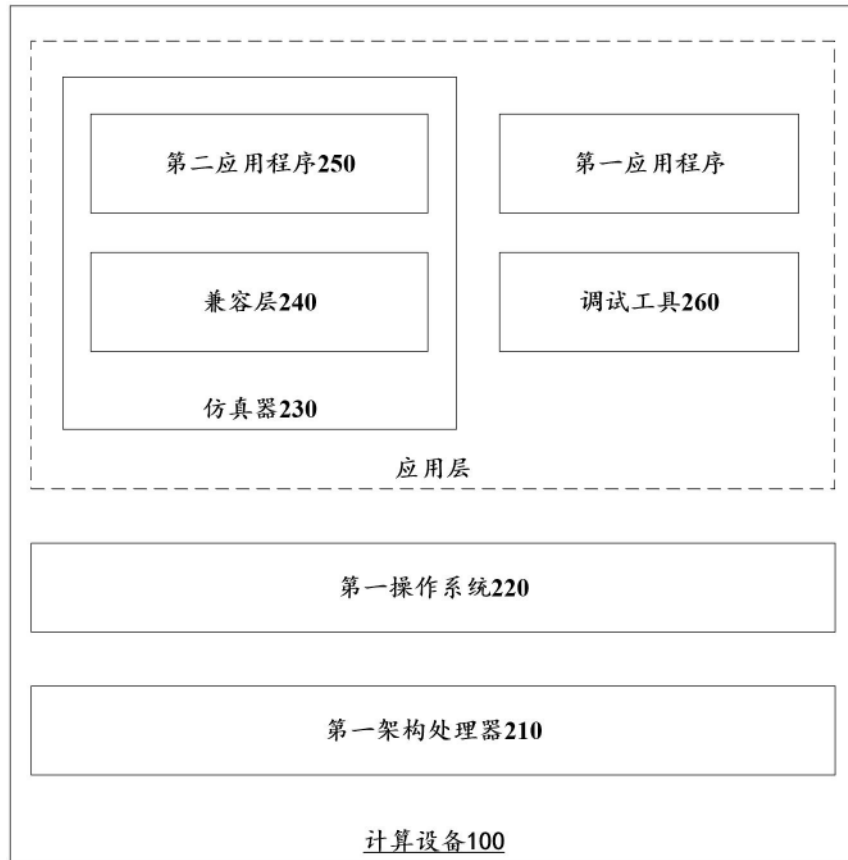 第二应用程序250
第一应用程序
兼容层240
调试工具260
仿真器230
应用层
第一操作系统220
第一架构处理器210
计算设备100